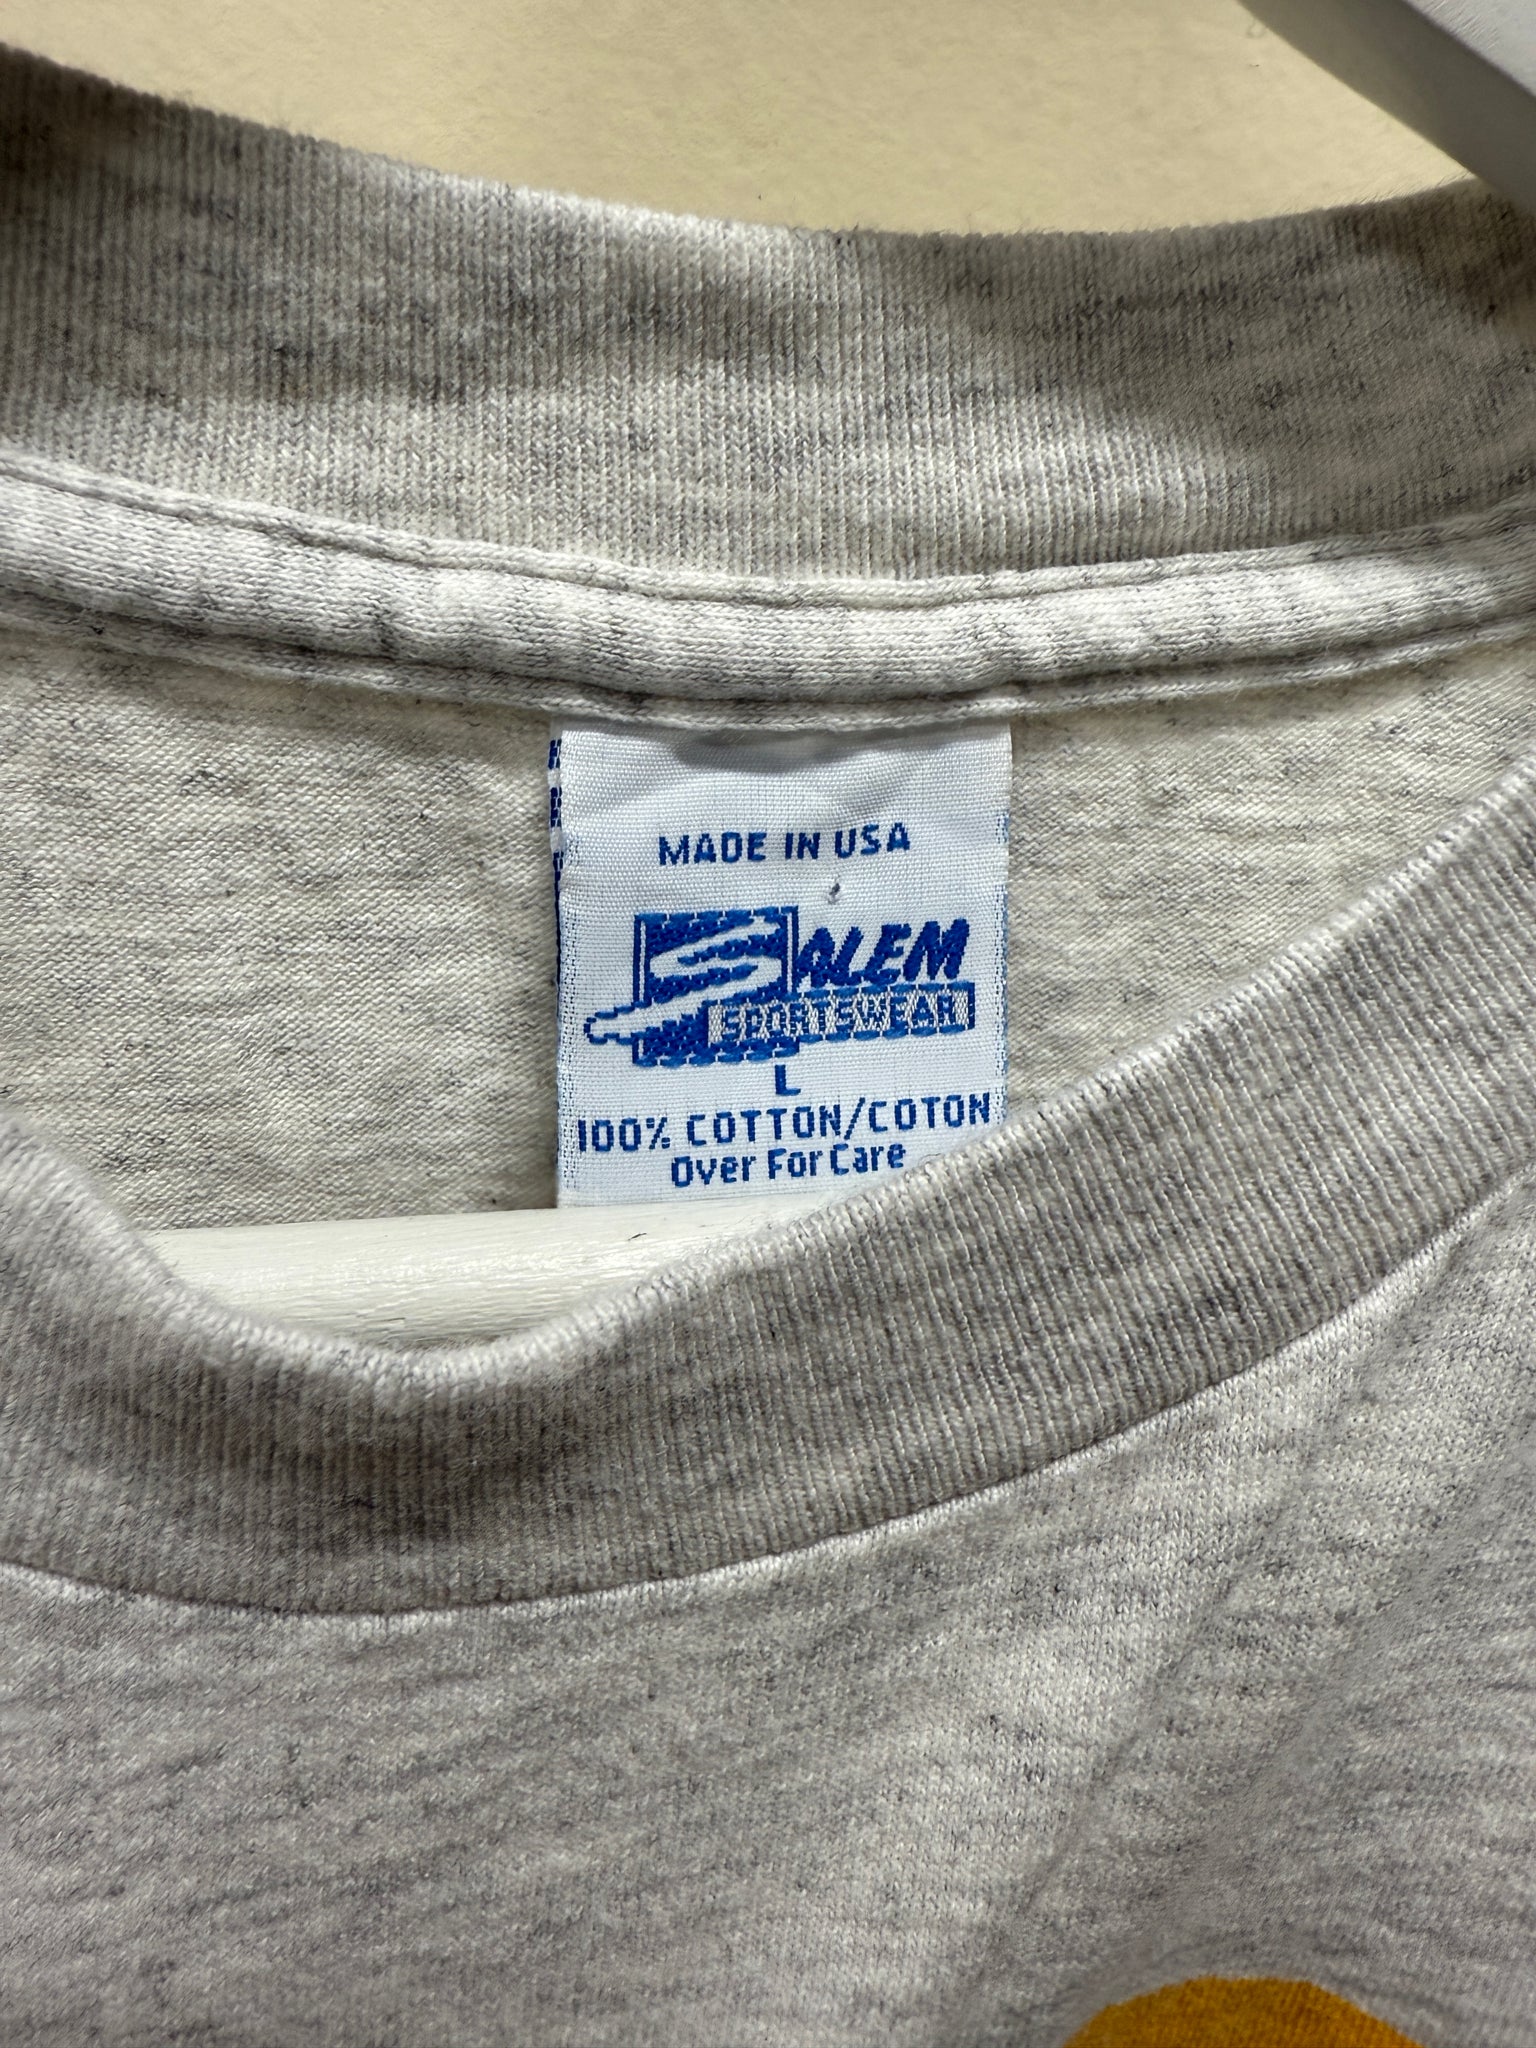 MADE IN USA
SALEM
SPORTSWEAR
L
100% COTTON/COTON
Over For Care